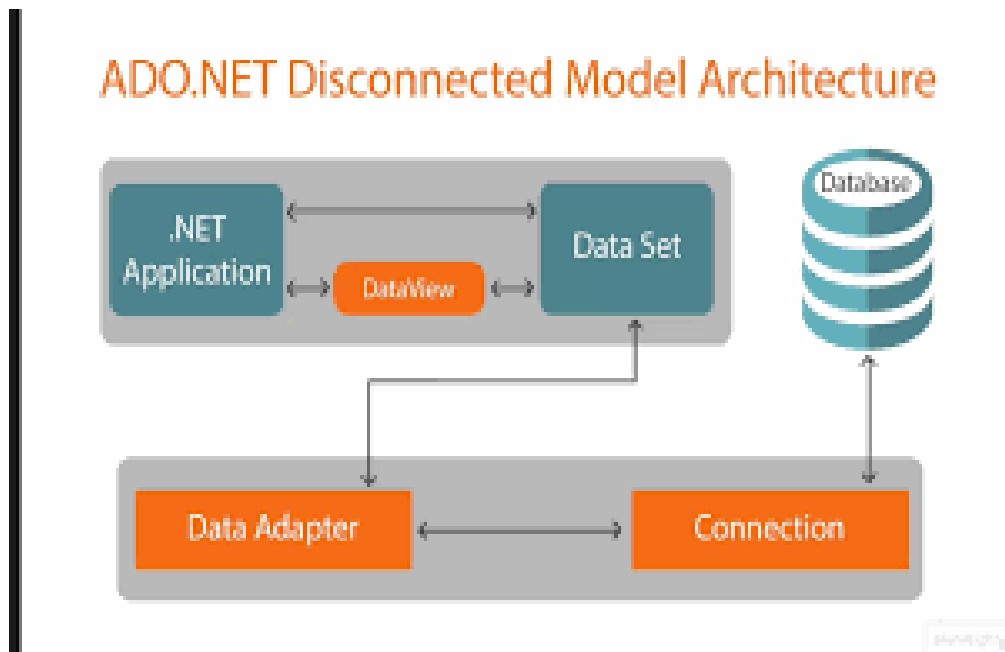 ADO.NET Disconnected Model Architecture
.NET
Application
DataView
Data Set
Database
Data Adapter
Connection